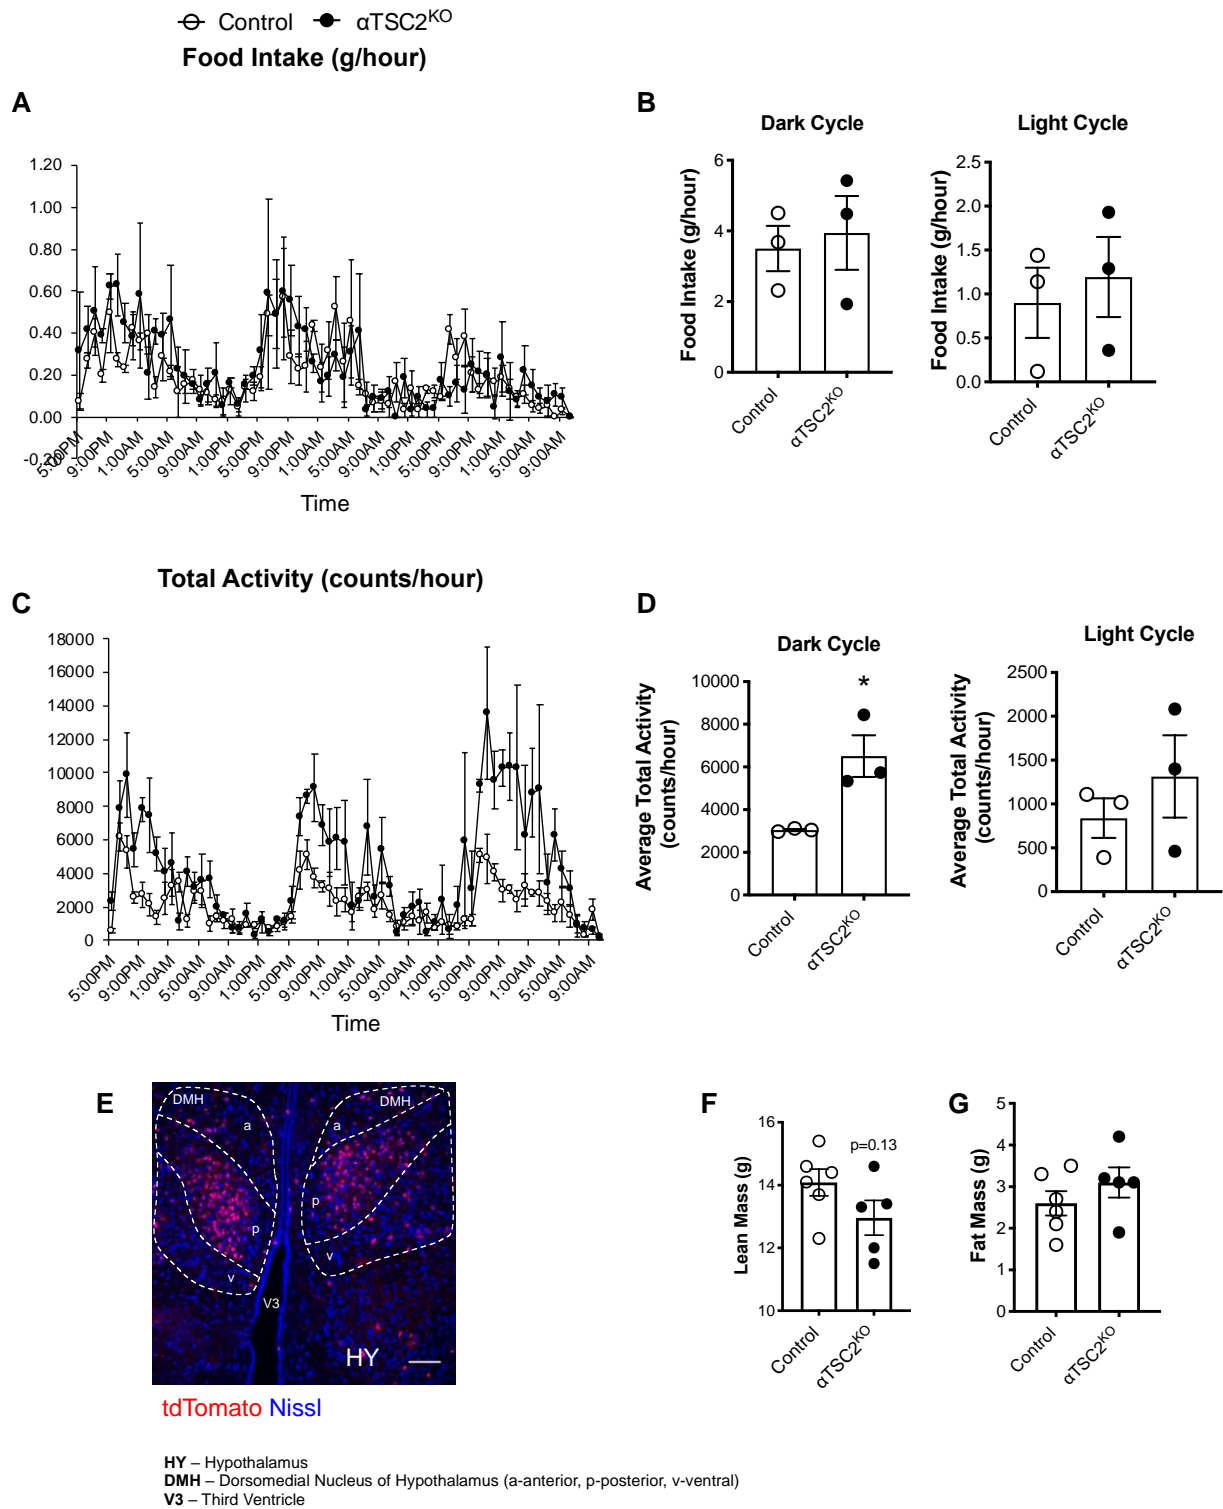 Control αTSC2KO
Food Intake (g/hour)
A
1.20
1.00
0.80
0.60
0.40
0.20
0.00
-0.20
5:00PM 9:00PM 1:00AM 5:00AM 9:00AM 1:00PM 5:00PM 9:00PM 1:00AM 5:00AM 9:00AM 1:00PM 5:00PM 9:00PM 1:00AM 5:00AM 9:00AM
Time
B
Dark Cycle
Food Intake (g/hour)
6
4
2
0
Control αTSC2KO
Light Cycle
Food Intake (g/hour)
2.5
2.0
1.5
1.0
0.5
0.0
Control αTSC2KO
Total Activity (counts/hour)
C
18000
16000
14000
12000
10000
8000
6000
4000
2000
0
5:00PM 9:00PM 1:00AM 5:00AM 9:00AM 1:00PM 5:00PM 9:00PM 1:00AM 5:00AM 9:00AM 1:00PM 5:00PM 9:00PM 1:00AM 5:00AM 9:00AM
Time
D
Dark Cycle
Average Total Activity
(counts/hour)
10000
8000
6000
4000
2000
0
*
Control αTSC2KO
Light Cycle
Average Total Activity
(counts/hour)
2500
2000
1500
1000
500
0
Control αTSC2KO
E
DMH DMH
a a
p p
v v
V3
HY
tdTomato Nissl
HY – Hypothalamus
DMH – Dorsomedial Nucleus of Hypothalamus (a-anterior, p-posterior, v-ventral)
V3 – Third Ventricle
F
Lean Mass (g)
16
14
12
10
p=0.13
Control αTSC2KO
G
Fat Mass (g)
5
4
3
2
1
0
Control αTSC2KO